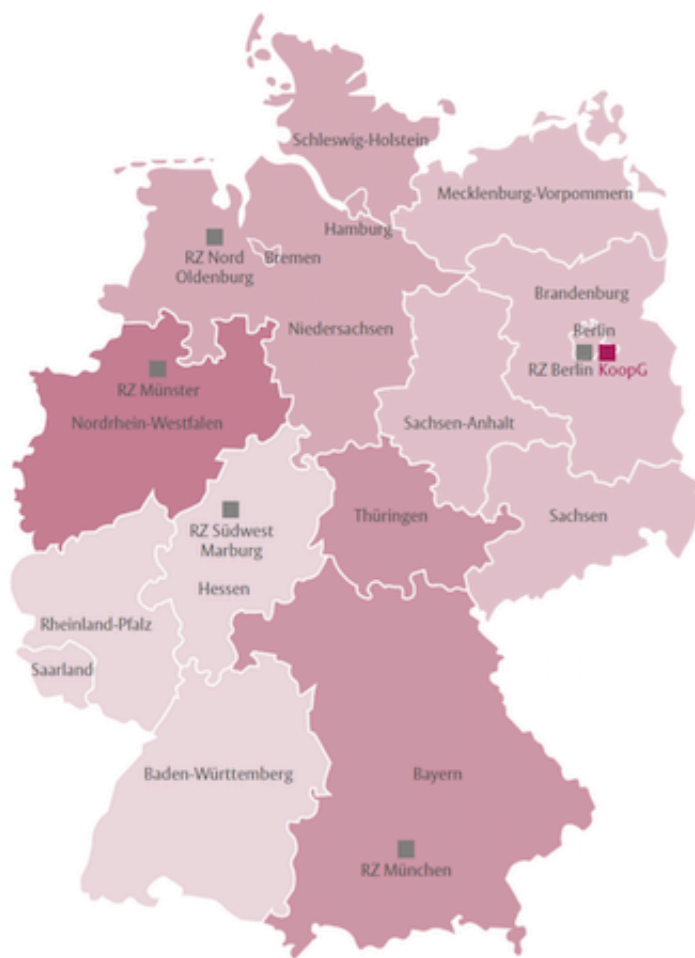 Schleswig-Holstein
Mecklenburg-Vorpommern
Hamburg
RZ Nord
Oldenburg
Bremen
Brandenburg
Niedersachsen
Berlin
RZ Berlin
KoopG
RZ Münster
Nordrhein-Westfalen
Sachsen-Anhalt
Thüringen
Sachsen
RZ Südwest
Marburg
Hessen
Rheinland-Pfalz
Saarland
Baden-Württemberg
Bayern
RZ München